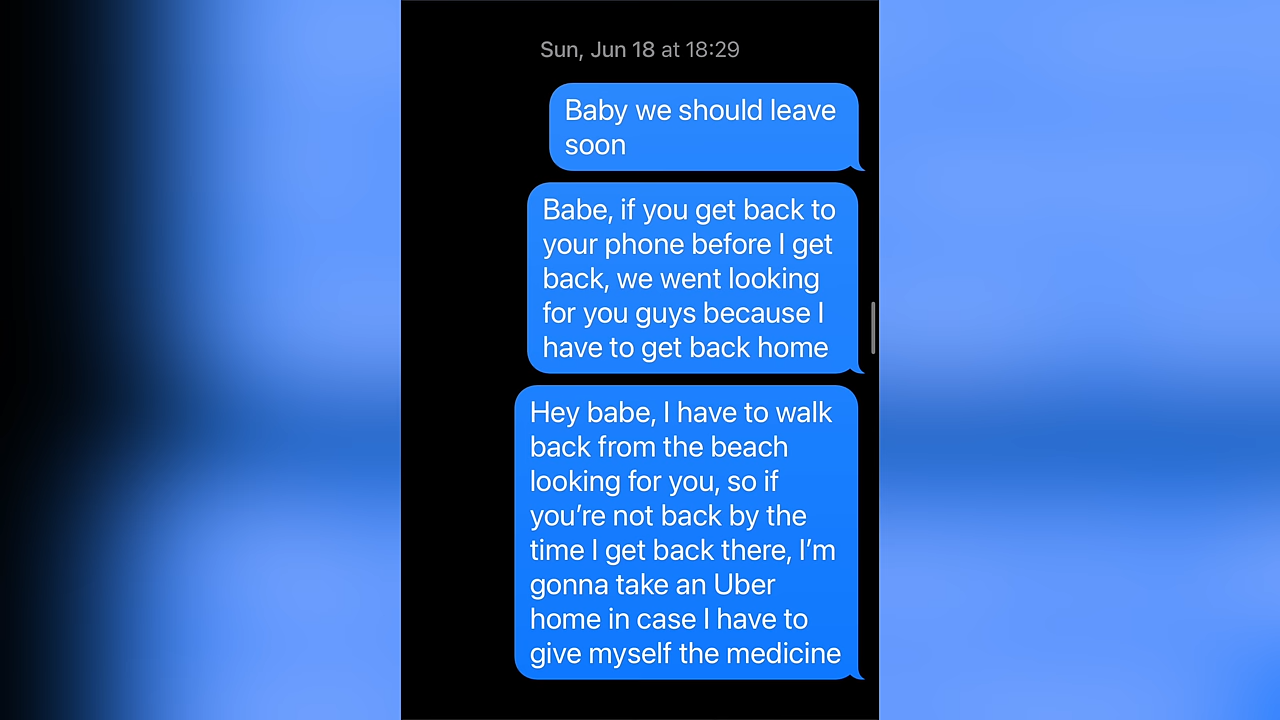 Sun, Jun 18 at 18:29
Baby we should leave
soon
Babe, if you get back to
your phone before I get
back, we went looking
for you guys because I
have to get back home
Hey babe, I have to walk
back from the beach
looking for you, so if
you’re not back by the
time I get back there, I’m
gonna take an Uber
home in case I have to
give myself the medicine